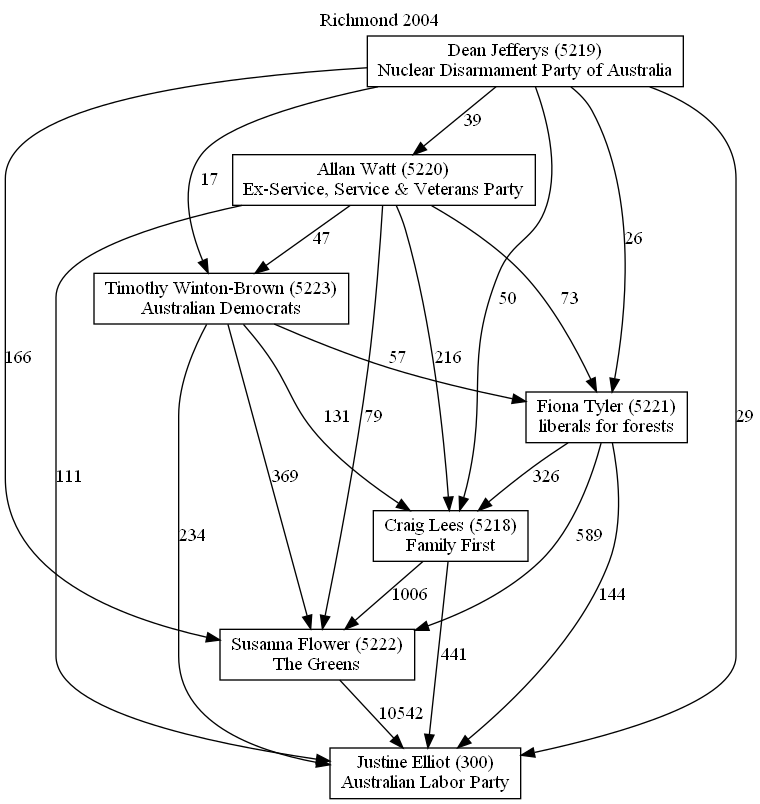 Richmond 2004
Dean Jefferys (5219)
Nuclear Disarmament Party of Australia
39
Allan Watt (5220)
Ex-Service, Service & Veterans Party
17
47
26
Timothy Winton-Brown (5223)
Australian Democrats
50
73
166
57
216
Fiona Tyler (5221)
liberals for forests
131
79
29
111
369
326
Craig Lees (5218)
Family First
234
589
1006
144
Susanna Flower (5222)
The Greens
441
10542
Justine Elliot (300)
Australian Labor Party